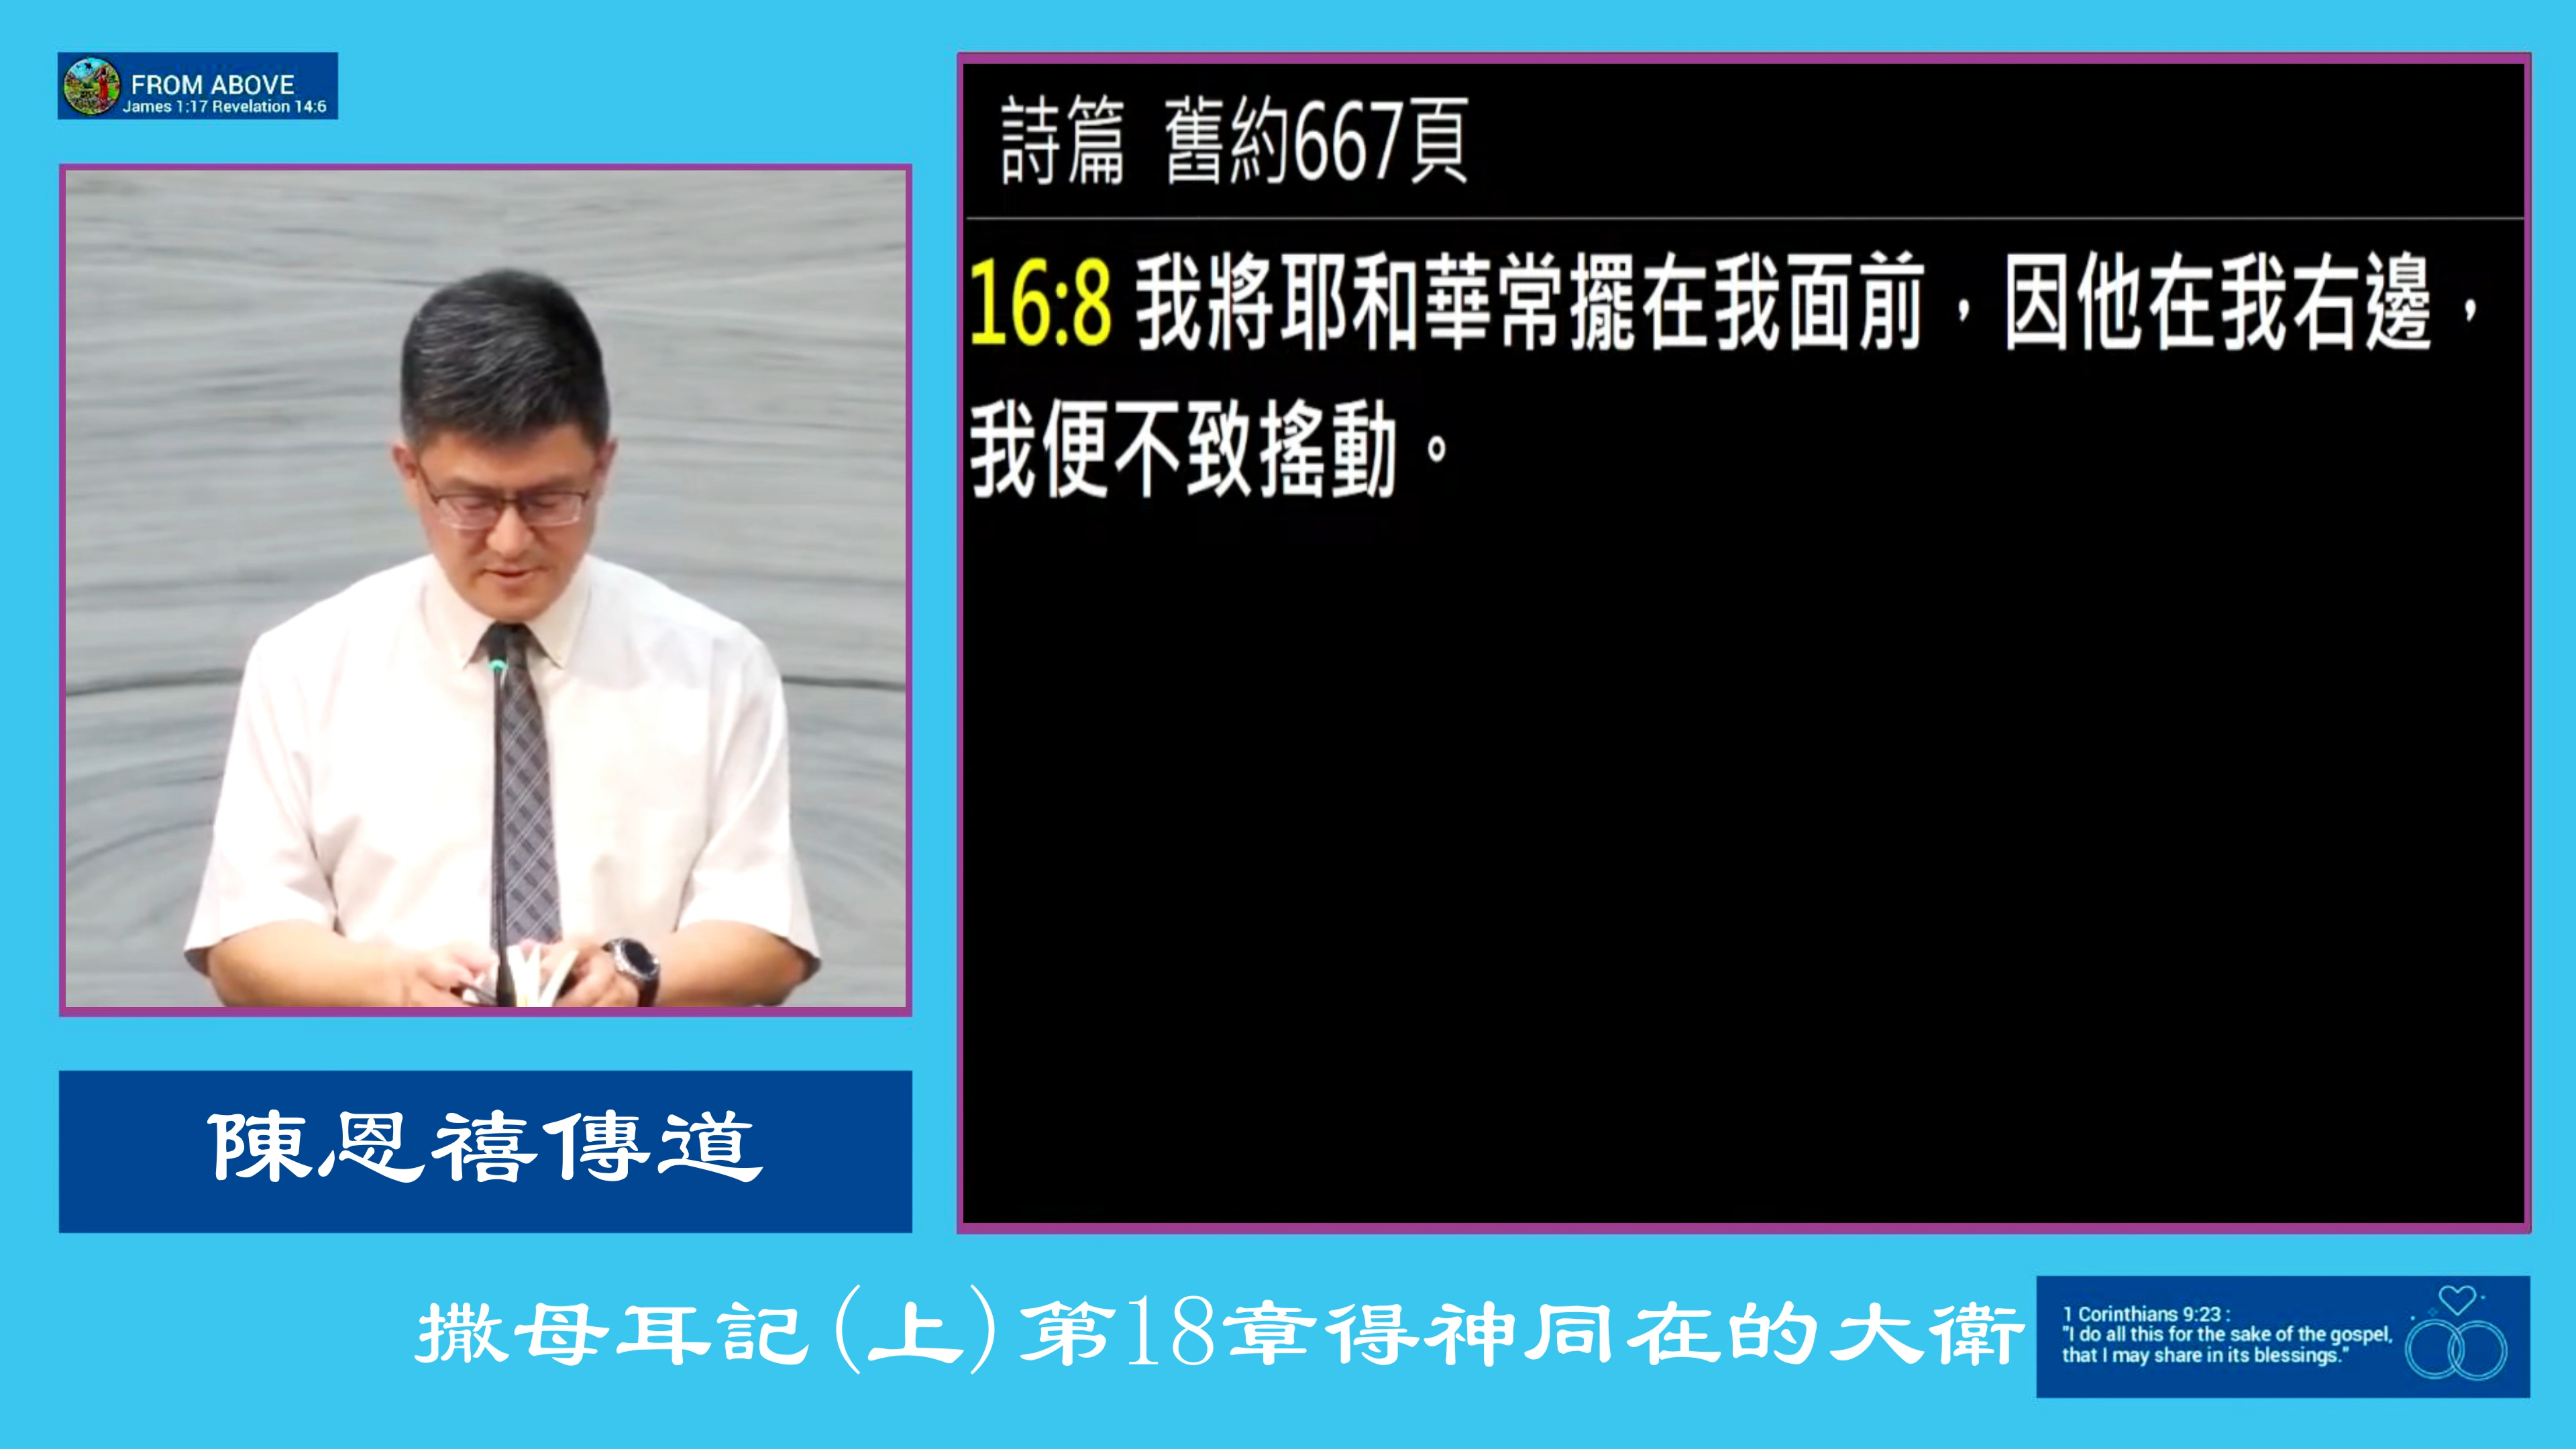 FROM ABOVE
James 1:17 Revelation 14:6
詩篇 舊約667頁
16:8 我將耶和華常擺在我面前，因他在我右邊，
我便不致搖動。
陳恩禧傳道
撒母耳記(上)第18章得神同在的大衛
1 Corinthians 9:23 :
"I do all this for the sake of the gospel,
that I may share in its blessings."